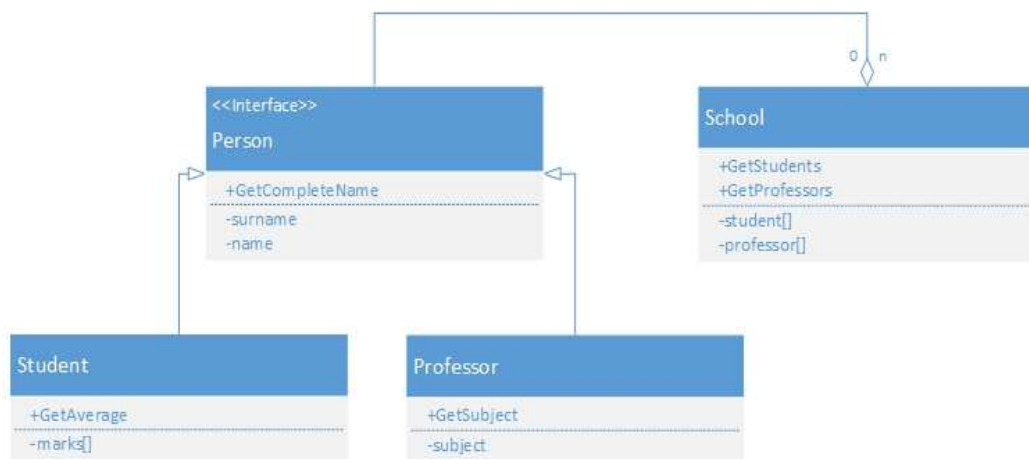 0 n
<<Interface>>
Person
+GetCompleteName
-surname
-name
School
+GetStudents
+GetProfessors
-student[]
-professor[]
Student
+GetAverage
-marks[]
Professor
+GetSubject
-subject